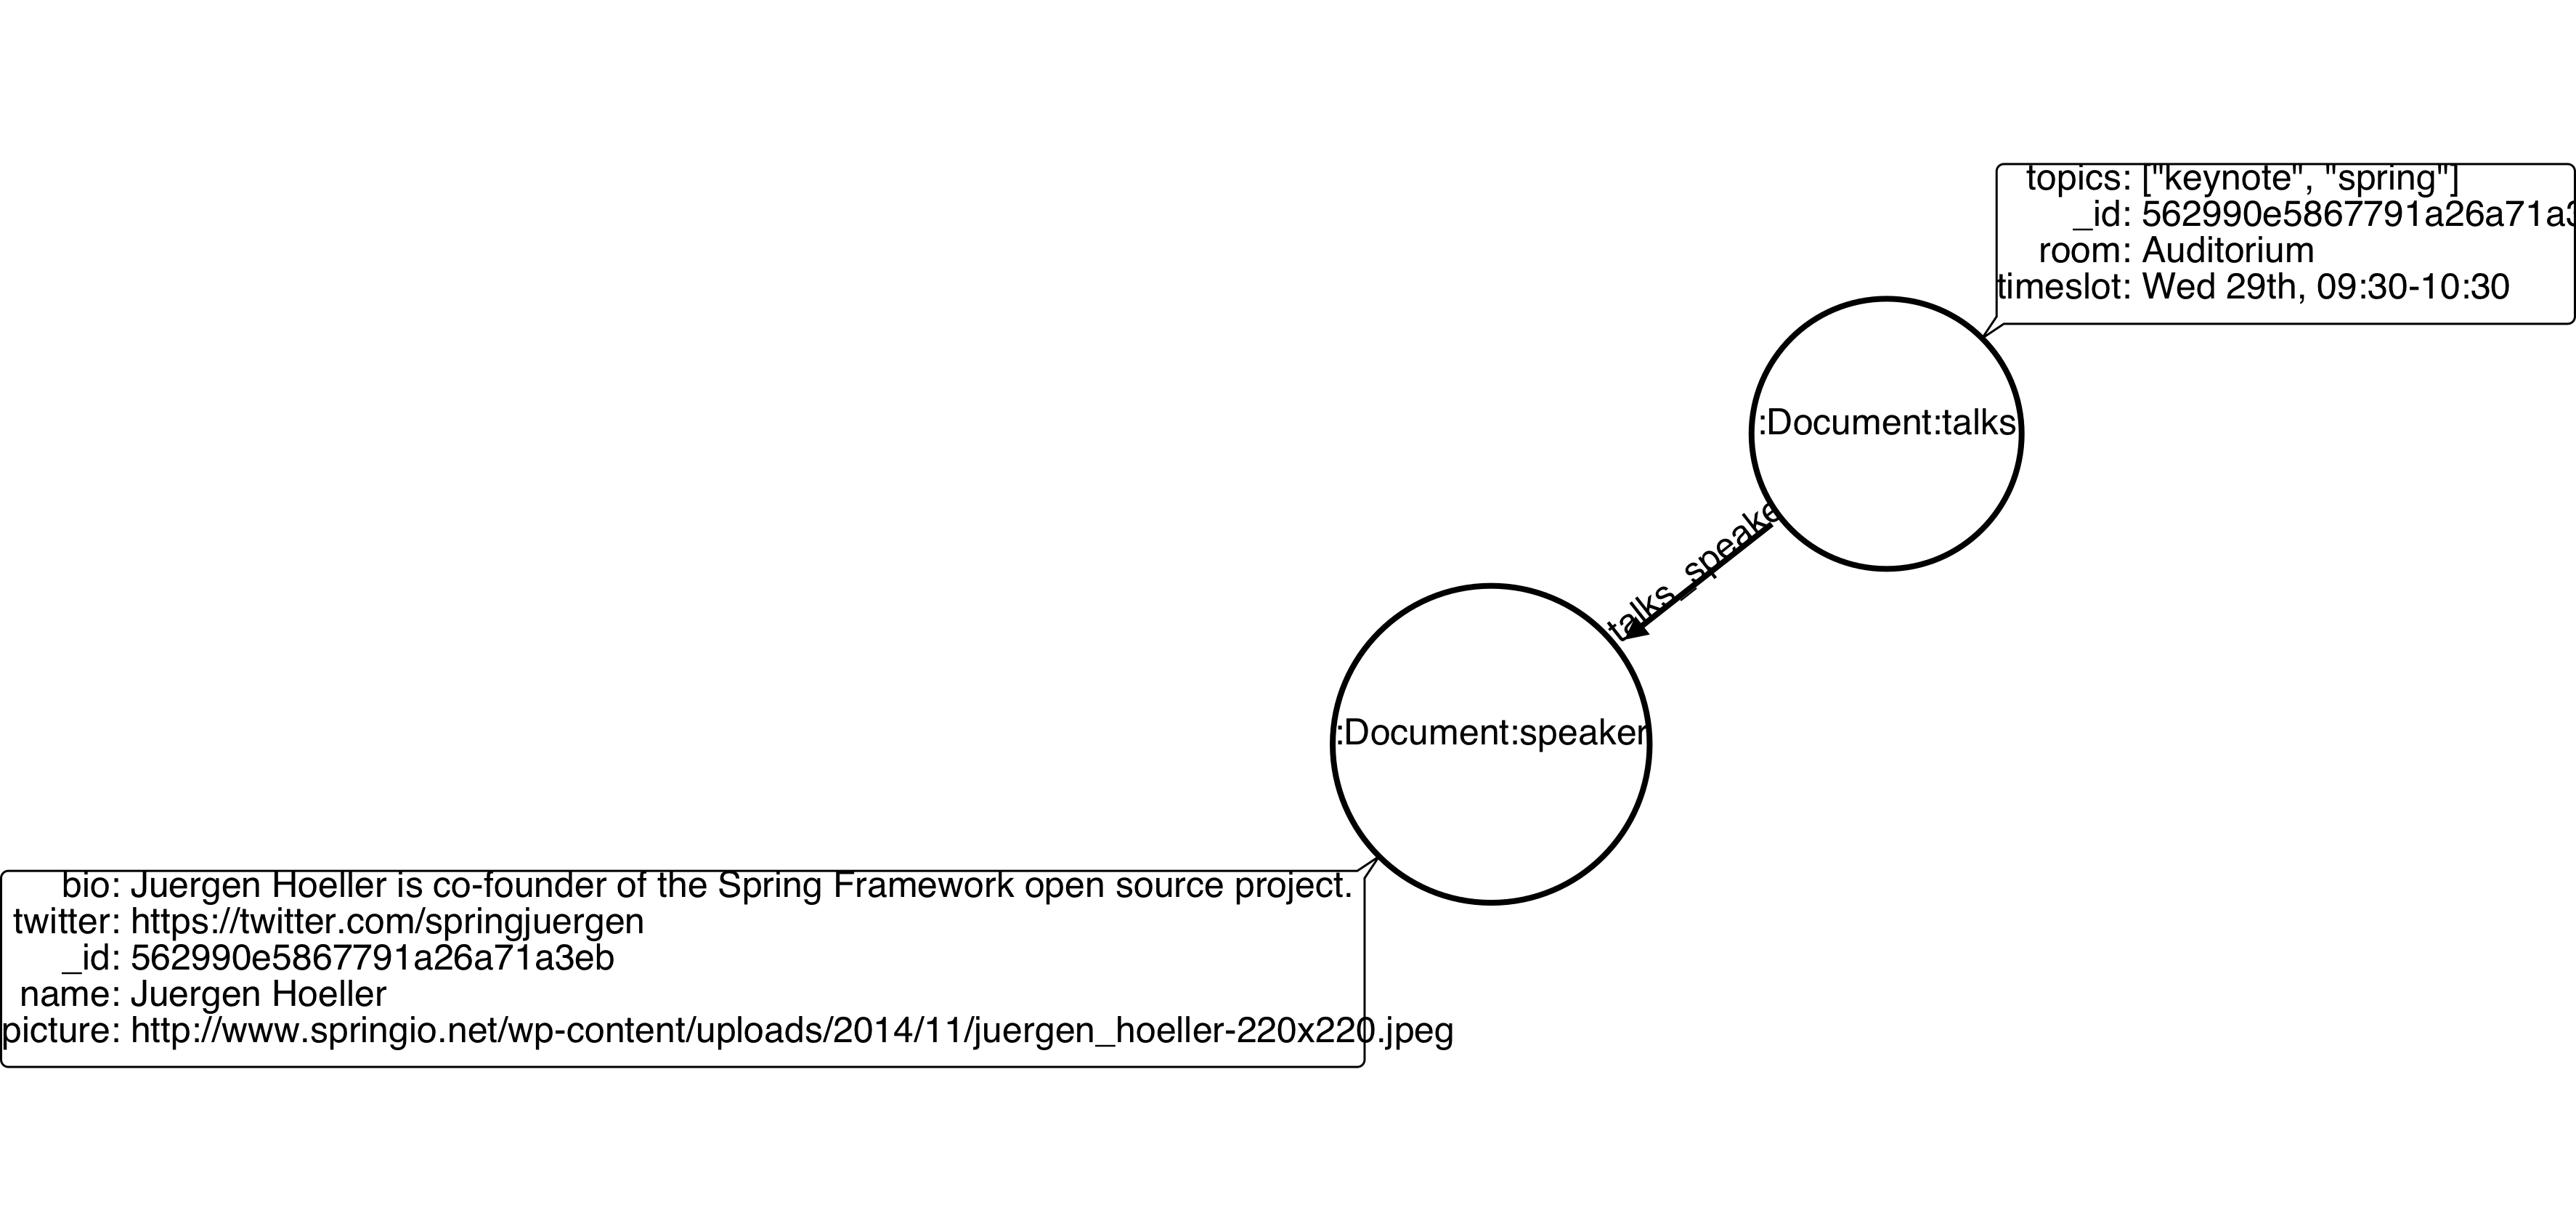 topics: ["keynote", "spring"]
_id: 562990e5867791a26a71a
room: Auditorium
timeslot: Wed 29th, 09:30-10:30
:Document:talks
talks_speake
:Document:speaker
bio: Juergen Hoeller is co-founder of the Spring Framework open source project.
twitter: https://twitter.com/springjuergen
_id: 562990e5867791a26a71a3eb
name: Juergen Hoeller
picture: http://www.springio.net/wp-content/uploads/2014/11/juergen_hoeller-220x220.jpeg